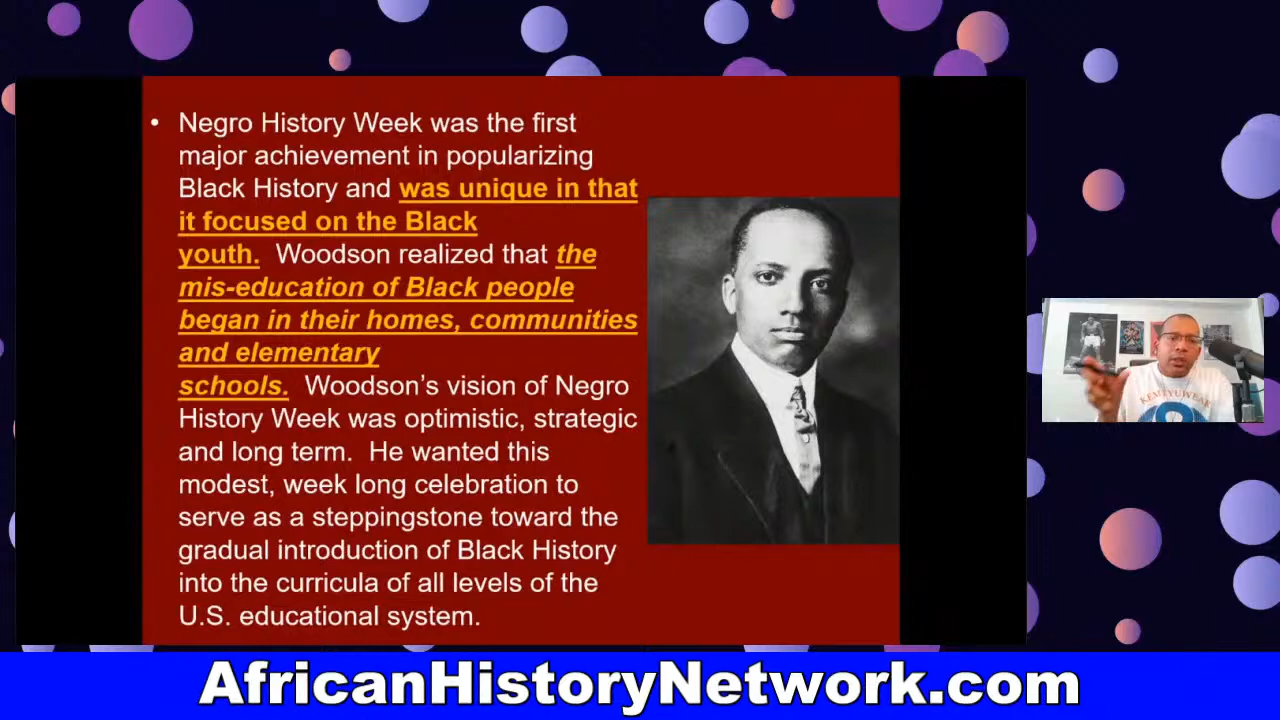 • Negro History Week was the first
major achievement in popularizing
Black History and was unique in that
it focused on the Black
youth. Woodson realized that the
mis-education of Black people
began in their homes, communities
and elementary
schools. Woodson’s vision of Negro
History Week was optimistic, strategic
and long term. He wanted this
modest, week long celebration to
serve as a steppingstone toward the
gradual introduction of Black History
into the curricula of all levels of the
U.S. educational system.
AfricanHistoryNetwork.com